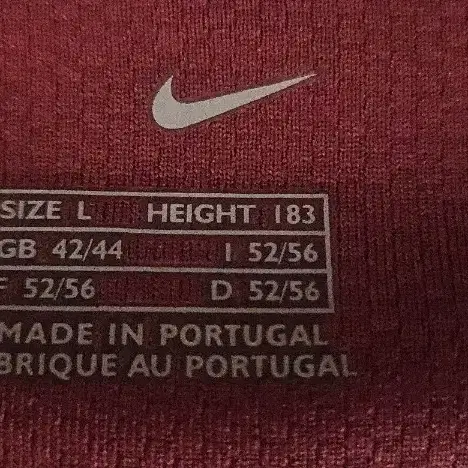 SIZE L HEIGHT 183
GB 42/44 I 52/56
F 52/56 D 52/56
MADE IN PORTUGAL
BRIQUE AU PORTUGAL